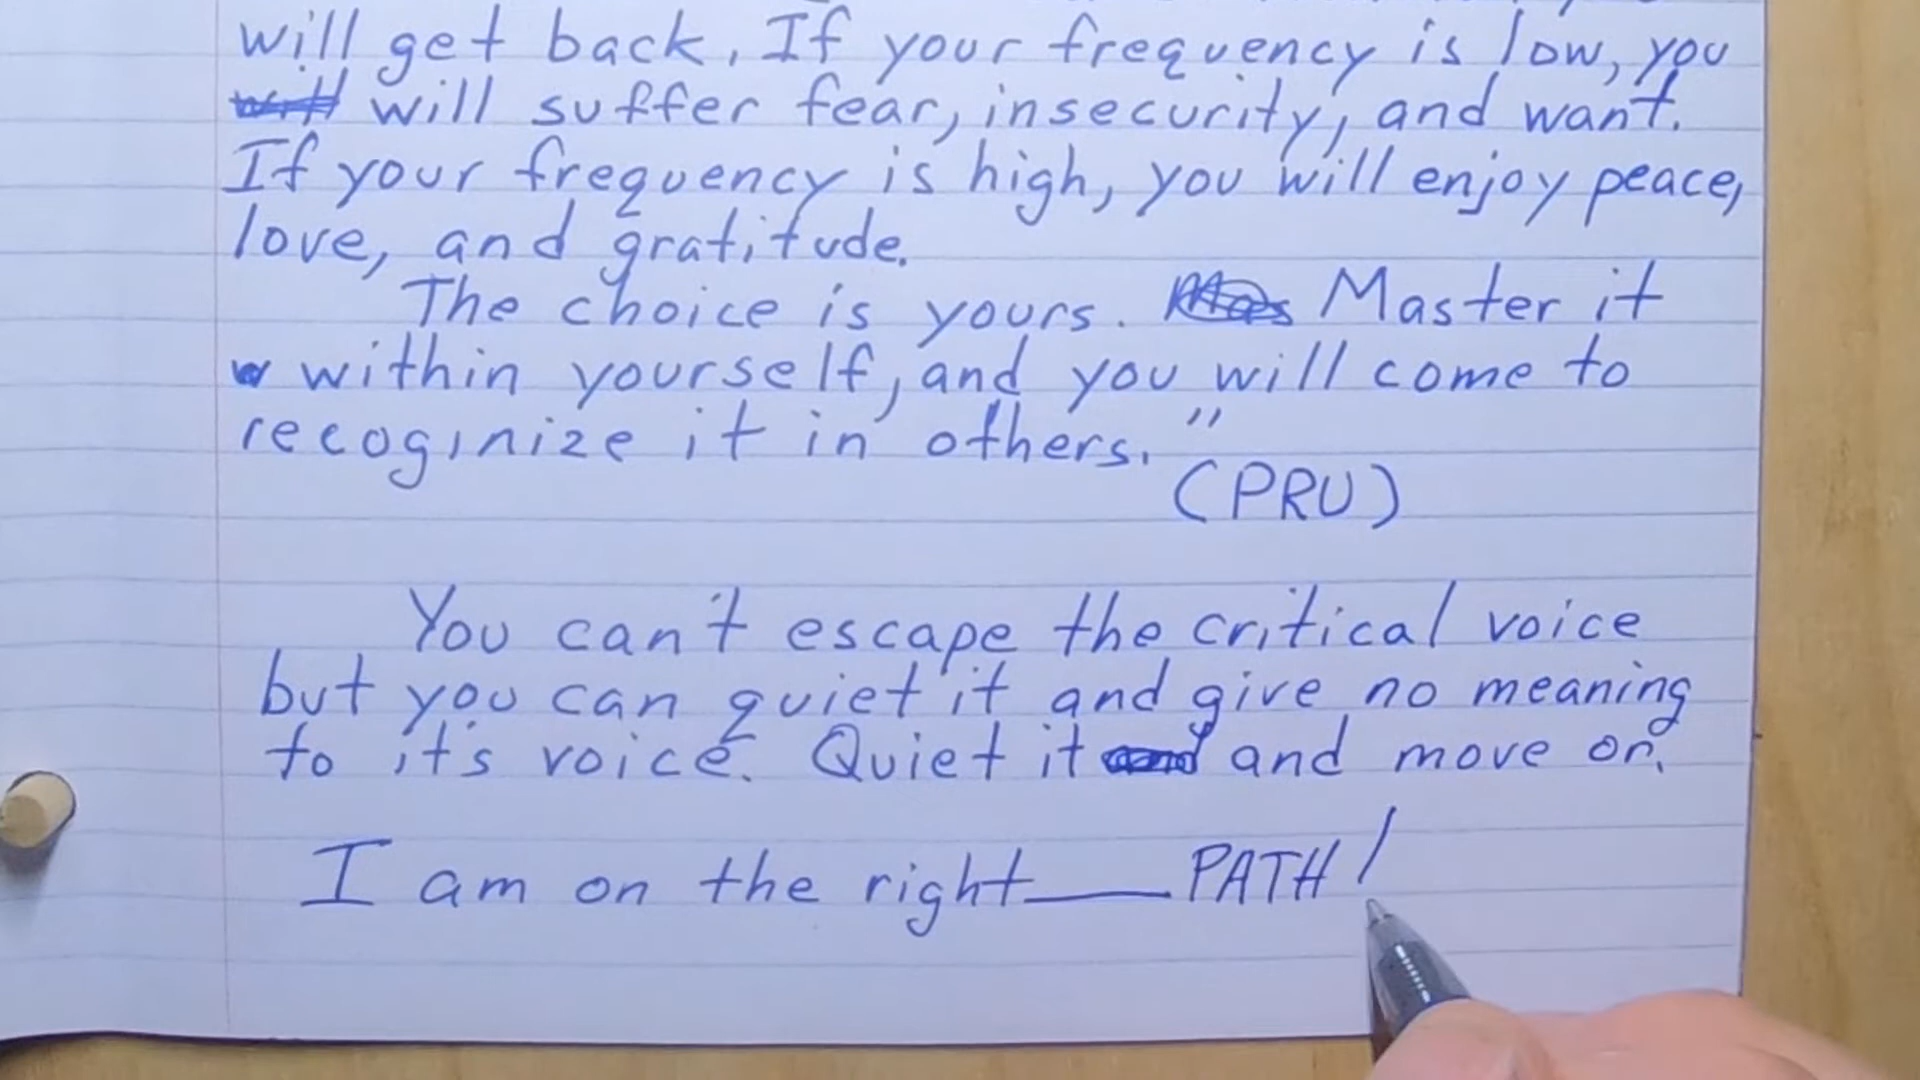 will get back. If your frequency is low, you
will suffer fear, insecurity, and want.
If your frequency is high, you will enjoy peace,
love, and gratitude.
The choice is yours. Master it
within yourself, and you will come to
recoginize it in others."
(PRU)
You can't escape the critical voice
but you can quiet it and give no meaning
to it's voice. Quiet it and move on.
I am on the right PATH!